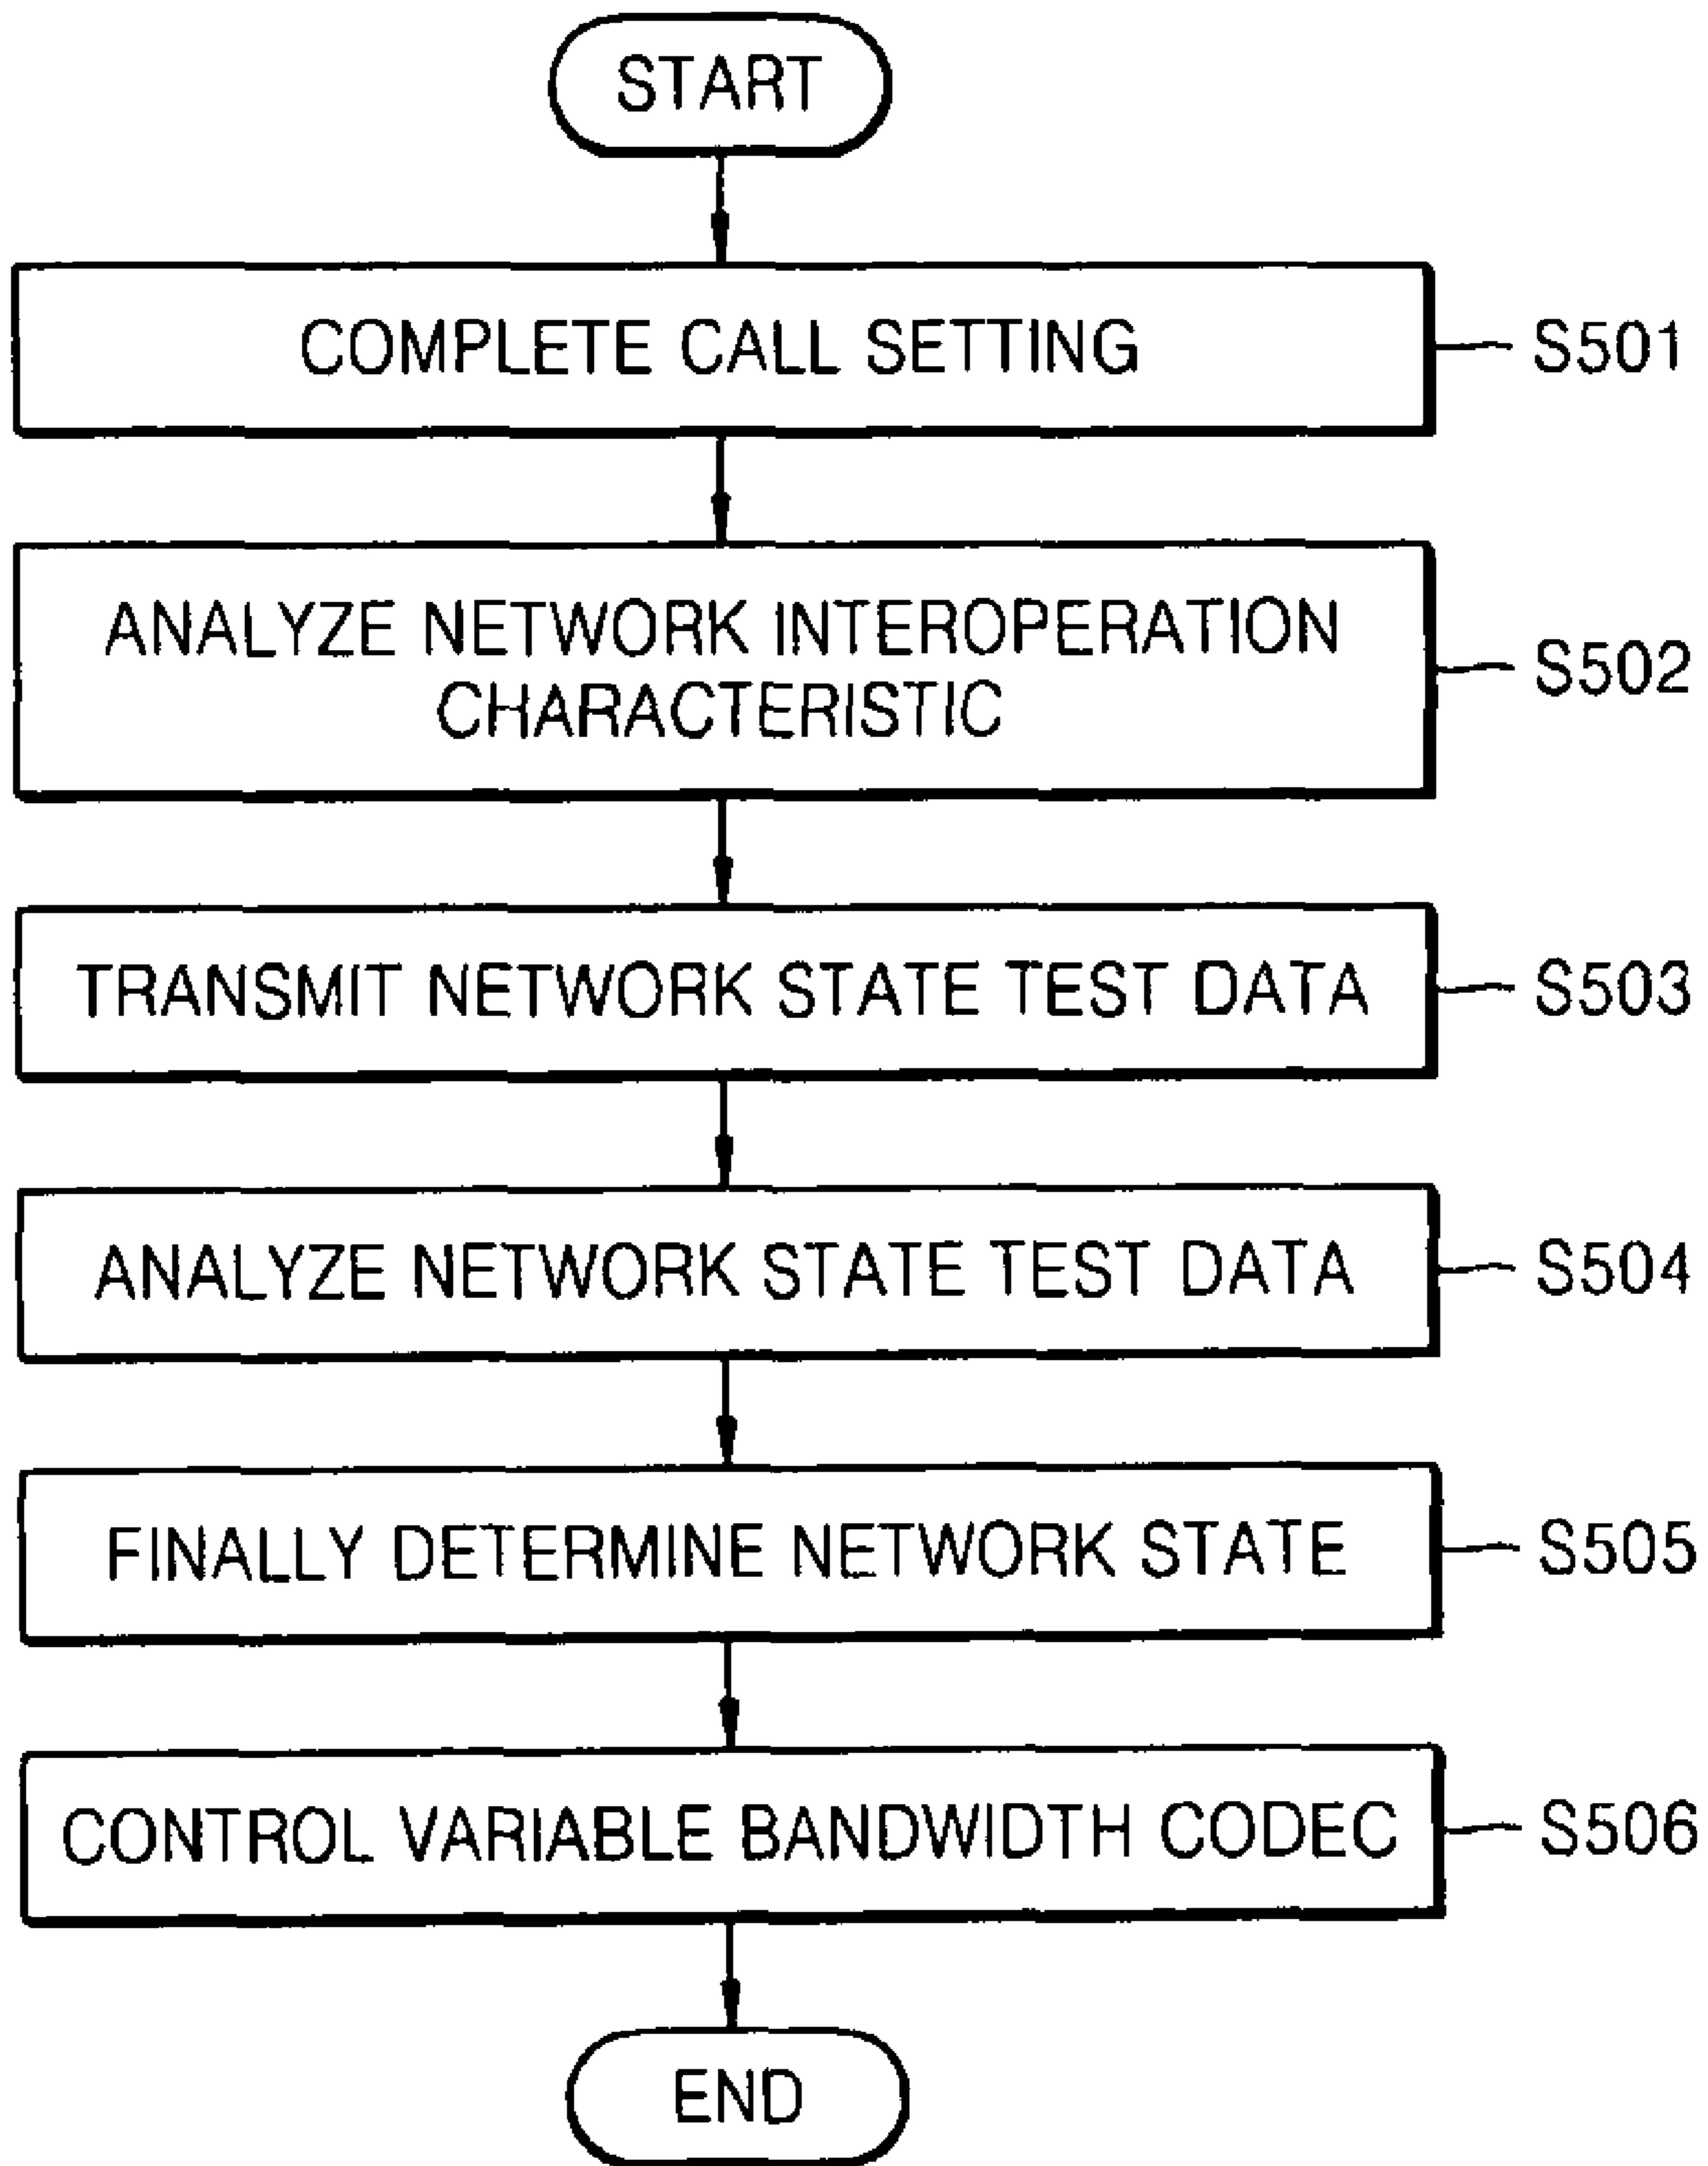 START
COMPLETE CALL SETTING
S501
ANALYZE NETWORK INTEROPERATION
CHARACTERISTIC
S502
TRANSMIT NETWORK STATE TEST DATA
S503
ANALYZE NETWORK STATE TEST DATA
S504
FINALLY DETERMINE NETWORK STATE
S505
CONTROL VARIABLE BANDWIDTH CODEC
S506
END